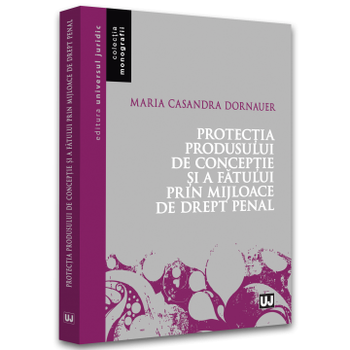 PROTECȚIA PRODUSULUI DE CONCEPȚIE ȘI A FĂTULUI PRIN MIJLOACE DE DREPT PENAL
UJ
editura universul juridic
colecția
monografii
MARIA CASANDRA DORNAUER
PROTECȚIA
PRODUSULUI
DE CONCEPȚIE
ȘI A FĂTULUI
PRIN MIJLOACE
DE DREPT PENAL
UJ